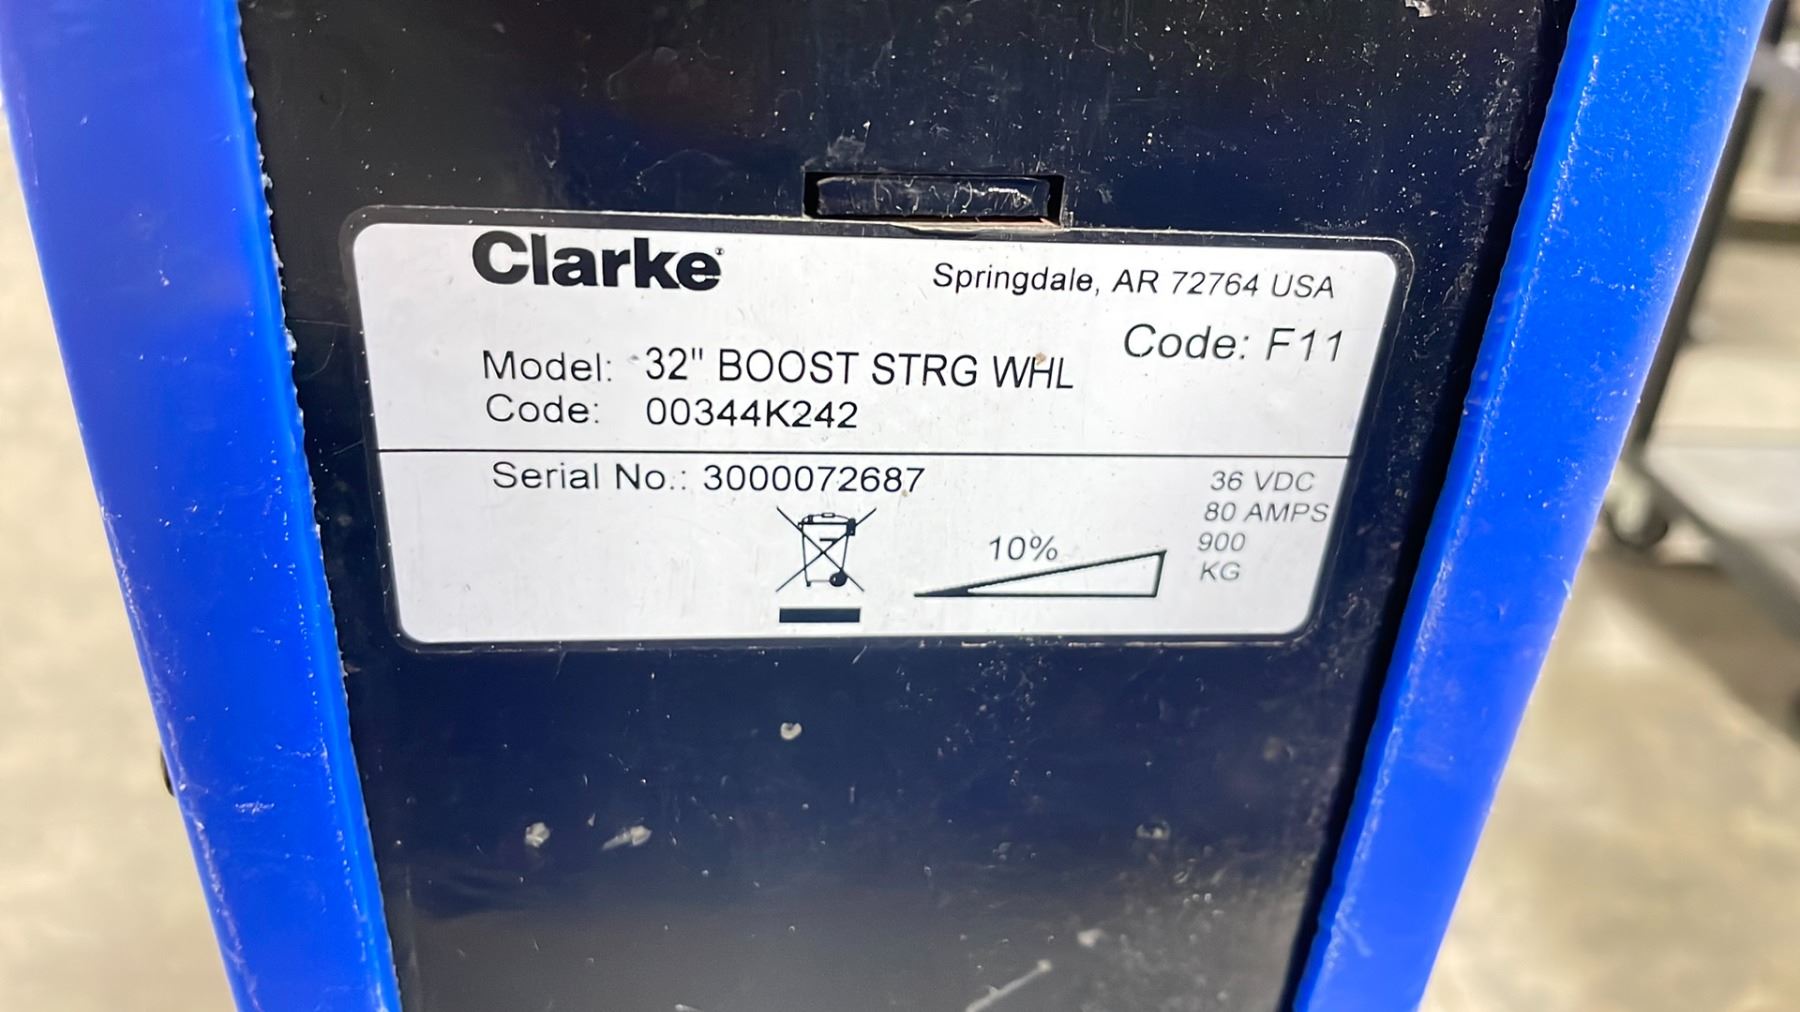 Clarke®
Springdale, AR 72764 USA
Code: F11
Model: 32" BOOST STRG WHL
Code: 00344K242
Serial No.: 3000072687
36 VDC
80 AMPS
900
KG
10%